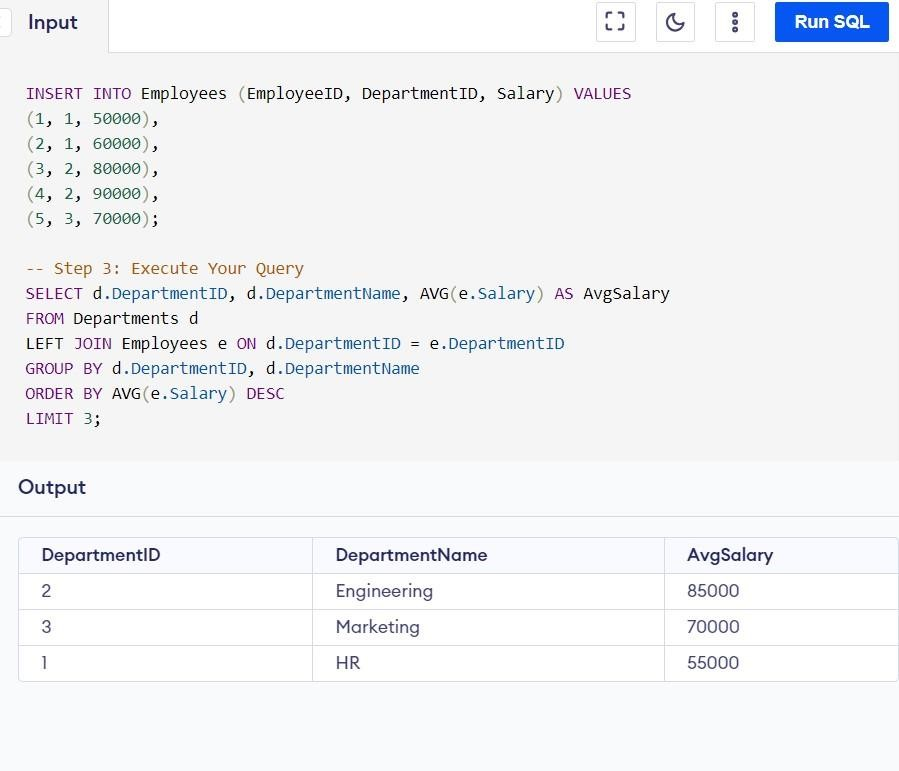 Input
Run SQL
INSERT INTO Employees (EmployeeID, DepartmentID, Salary) VALUES
(1, 1, 50000),
(2, 1, 60000),
(3, 2, 80000),
(4, 2, 90000),
(5, 3, 70000);
-- Step 3: Execute Your Query
SELECT d.DepartmentID, d.DepartmentName, AVG(e.Salary) AS AvgSalary
FROM Departments d
LEFT JOIN Employees e ON d.DepartmentID = e.DepartmentID
GROUP BY d.DepartmentID, d.DepartmentName
ORDER BY AVG(e.Salary) DESC
LIMIT 3;
Output
DepartmentID DepartmentName AvgSalary
2 Engineering 85000
3 Marketing 70000
1 HR 55000